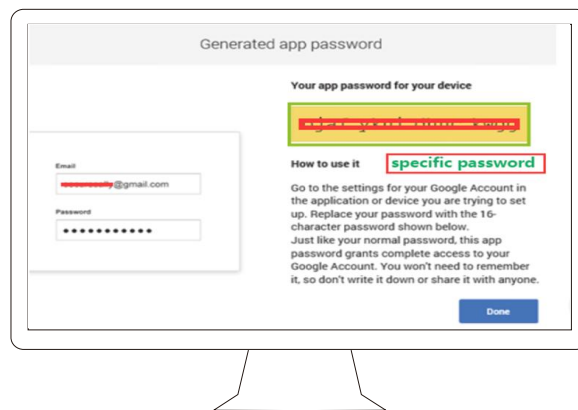 Generated app password
Your app password for your device
How to use it
specific password
Go to the settings for your Google Account in
the application or device you are trying to set
up. Replace your password with the 16-
character password shown below.
Just like your normal password, this app
password grants complete access to your
Google Account. You won't need to remember
it, so don't write it down or share it with anyone.
Done
Email
@gmail.com
Password